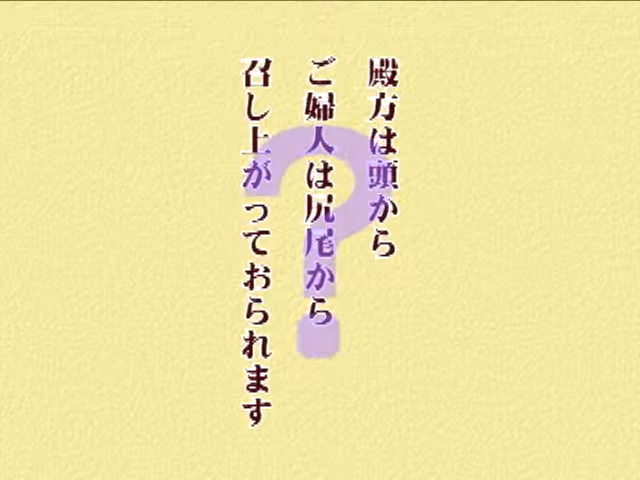 殿方は頭から
ご婦人は尻尾から
召し上がっておられます
?